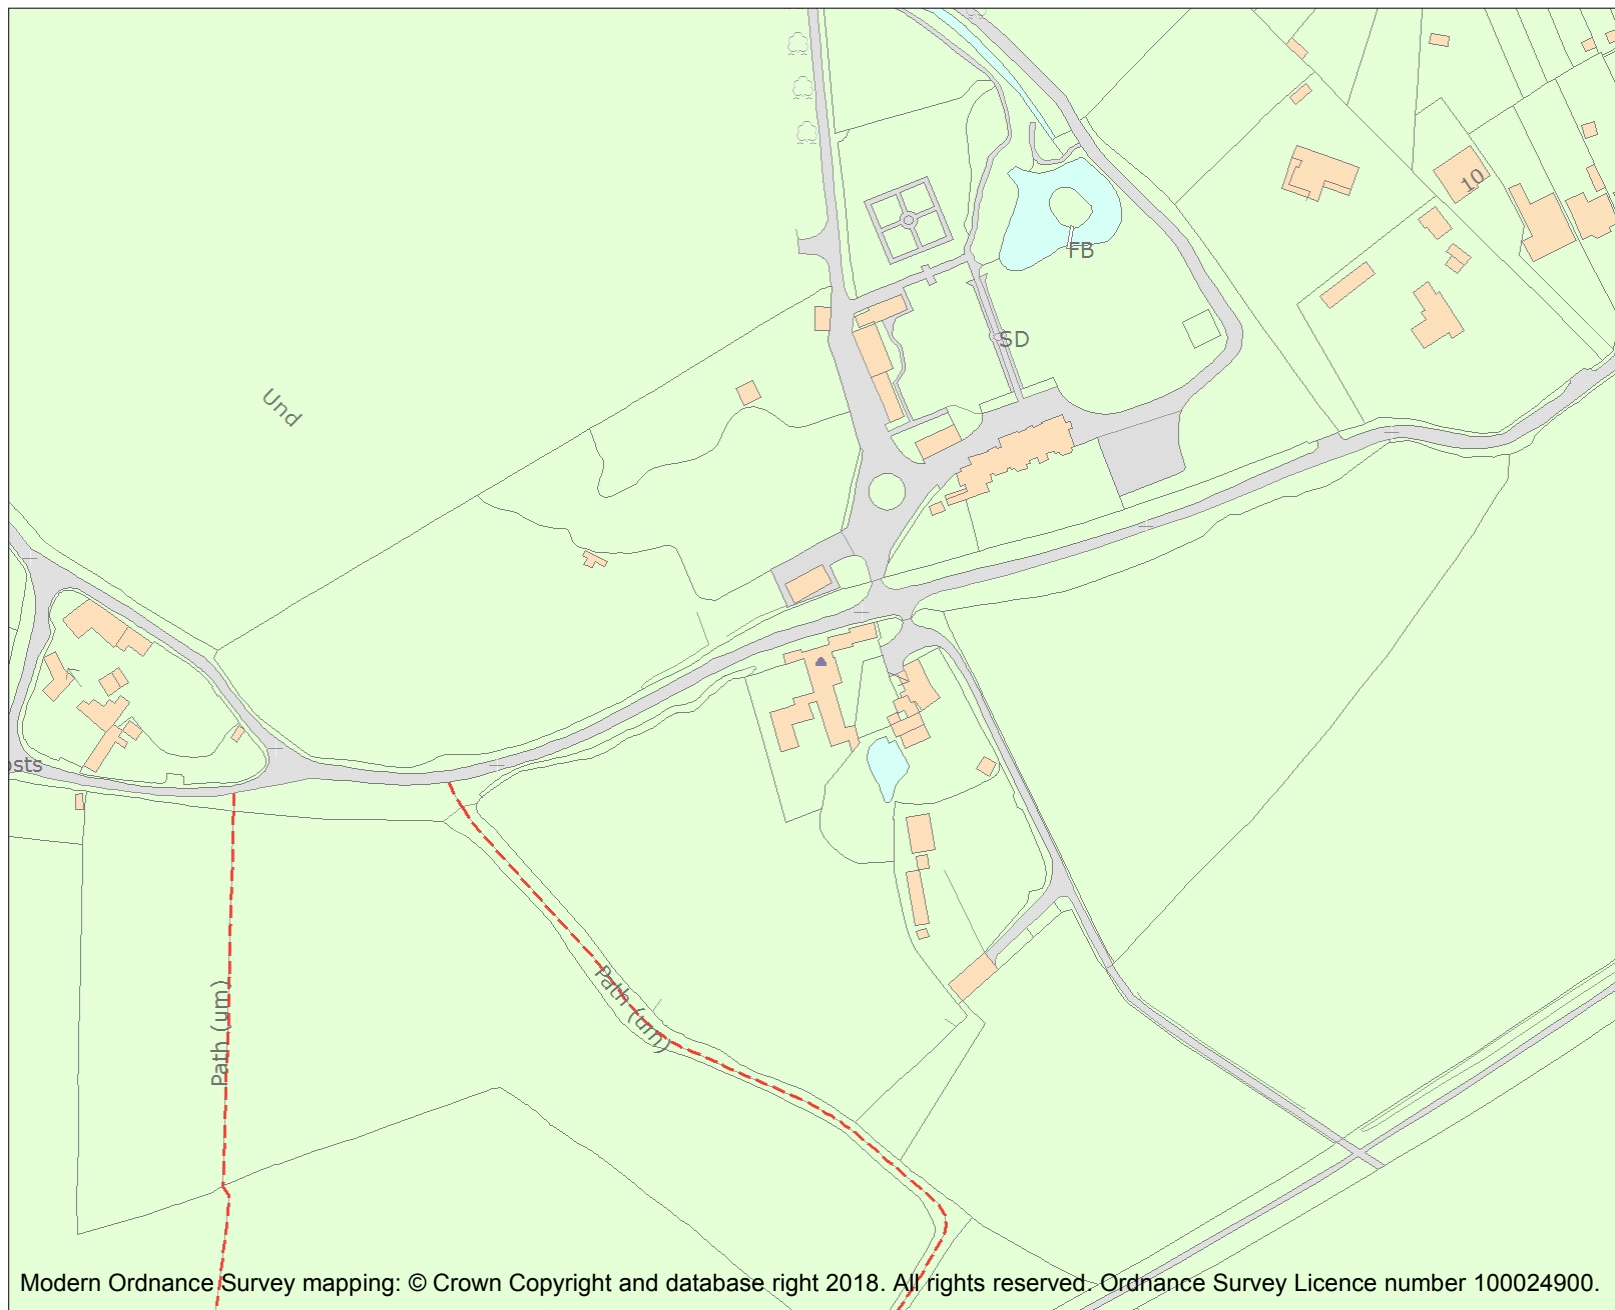 10
FB
SD
Und
osts
Path (um)
Path (um)
Modern Ordnance Survey mapping: © Crown Copyright and database right 2018. All rights reserved. Ordnance Survey Licence number 100024900.